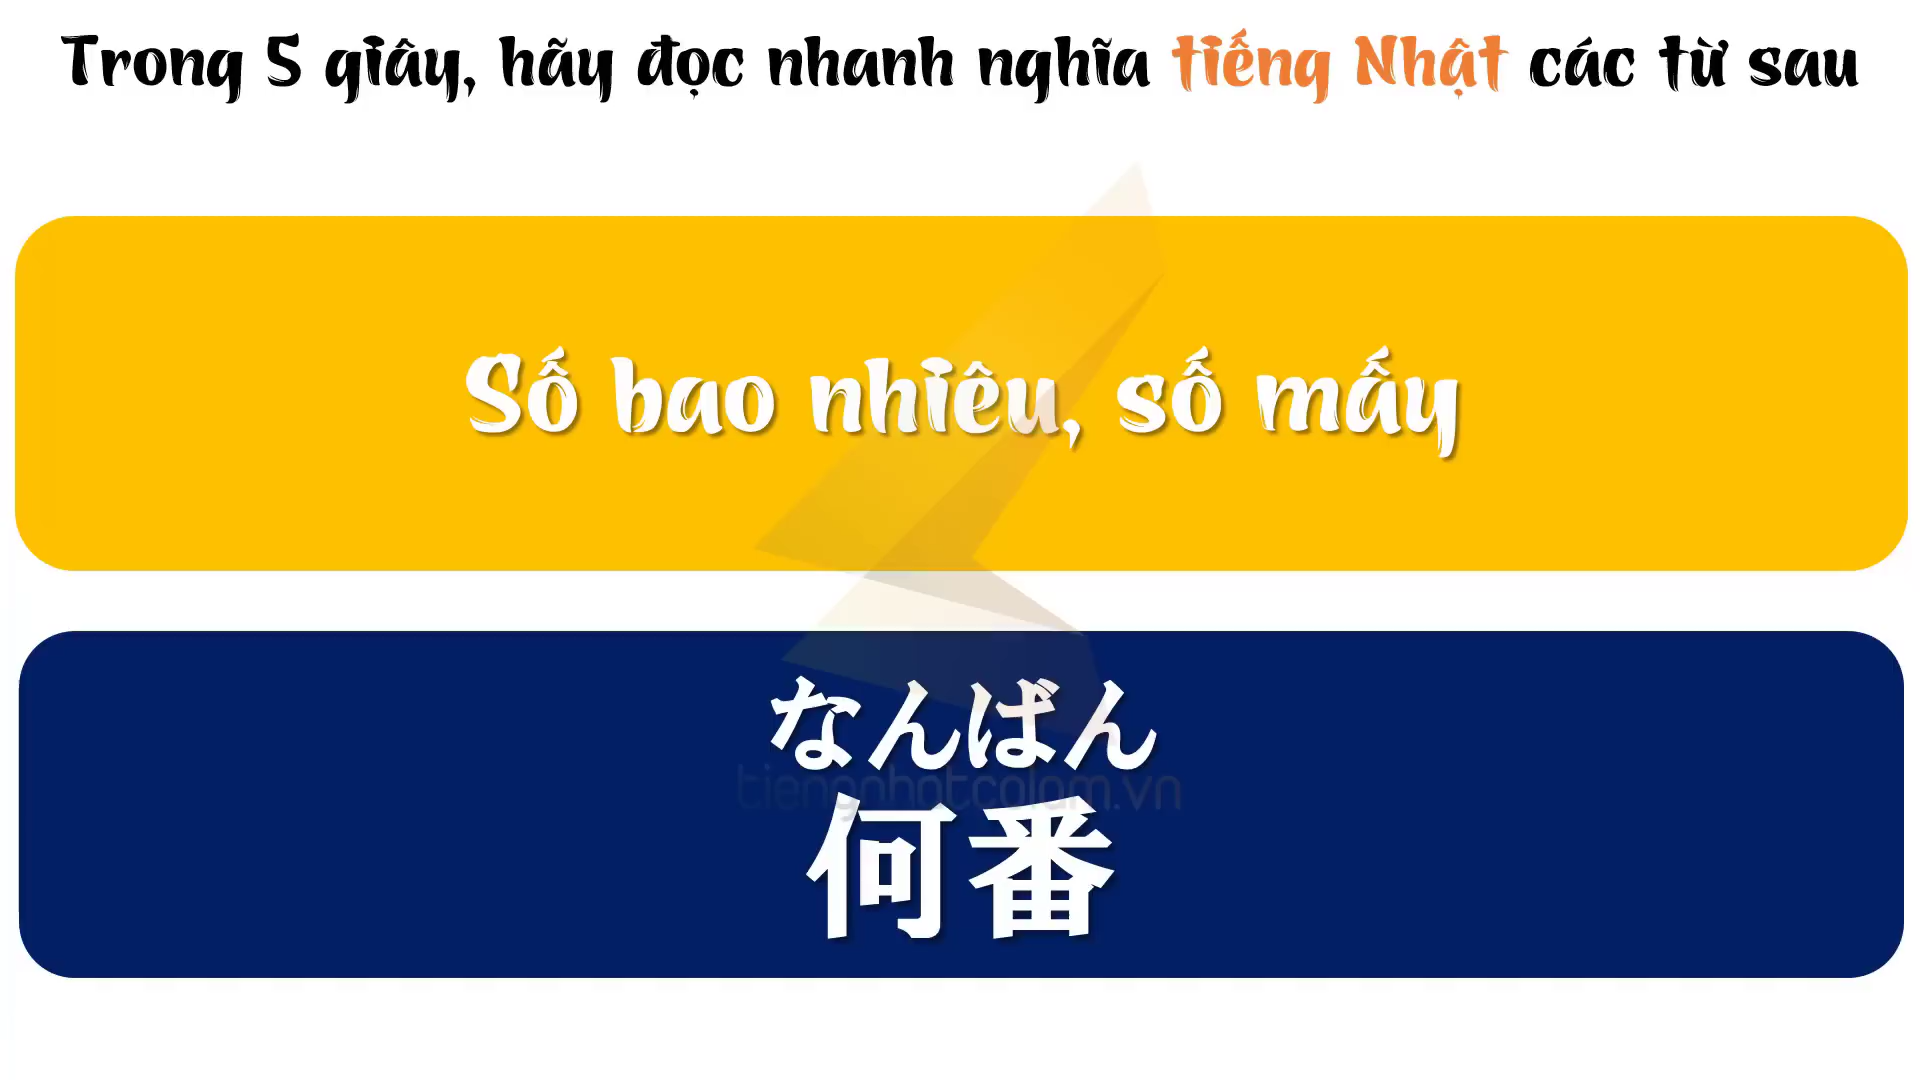 Trong 5 giây, hãy đọc nhanh nghĩa tiếng Nhật các từ sau
Số bao nhiêu, số mấy
なんばん
tiengnhatcolam.vn
何番